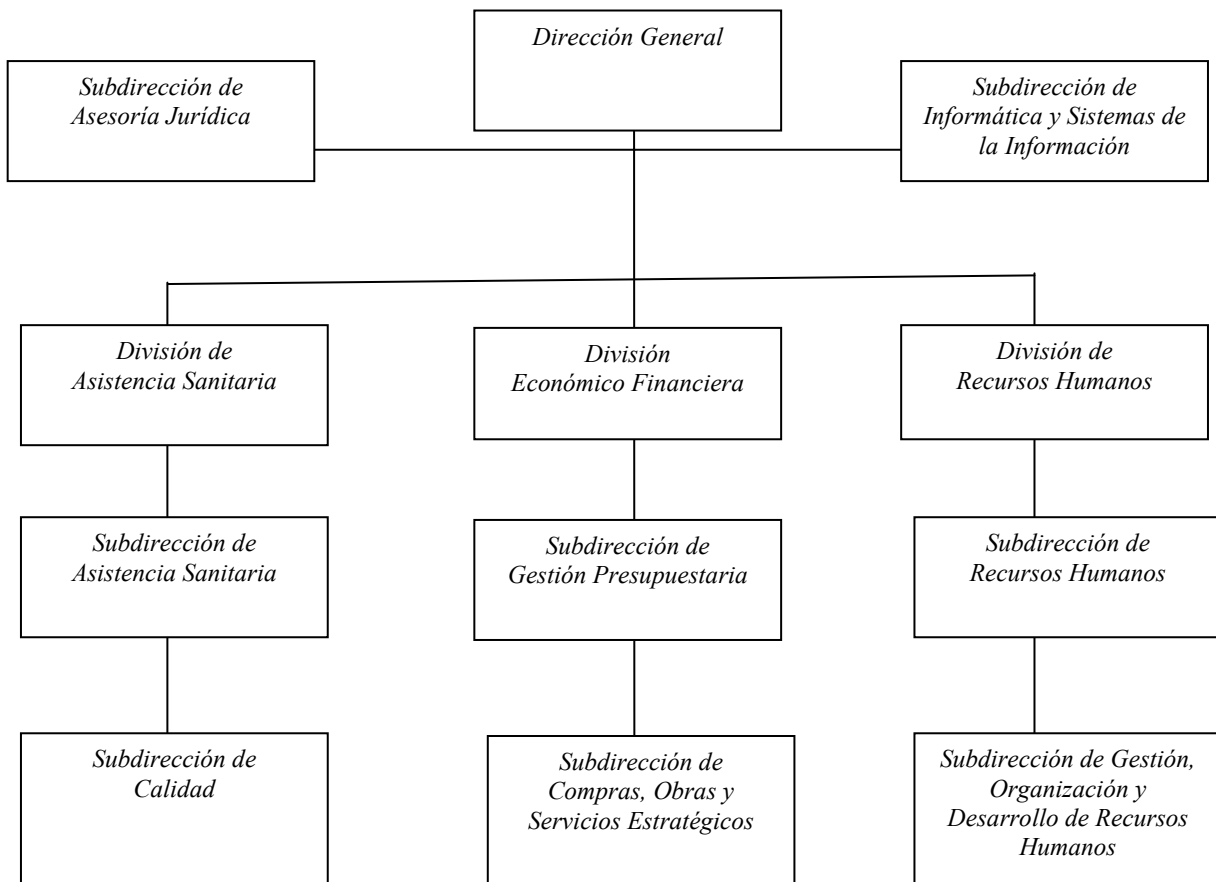 Dirección General
Subdirección de
Asesoría Jurídica
Subdirección de
Informática y Sistemas de
la Información
División de
Asistencia Sanitaria
División
Económico Financiera
División de
Recursos Humanos
Subdirección de
Asistencia Sanitaria
Subdirección de
Gestión Presupuestaria
Subdirección de
Recursos Humanos
Subdirección de
Calidad
Subdirección de
Compras, Obras y
Servicios Estratégicos
Subdirección de Gestión,
Organización y
Desarrollo de Recursos
Humanos